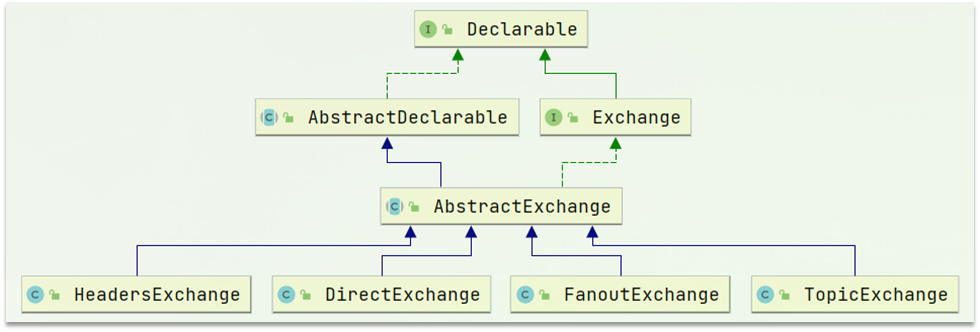 I Declarable
C AbstractDeclarable
I Exchange
C AbstractExchange
C HeadersExchange
C DirectExchange
C FanoutExchange
C TopicExchange